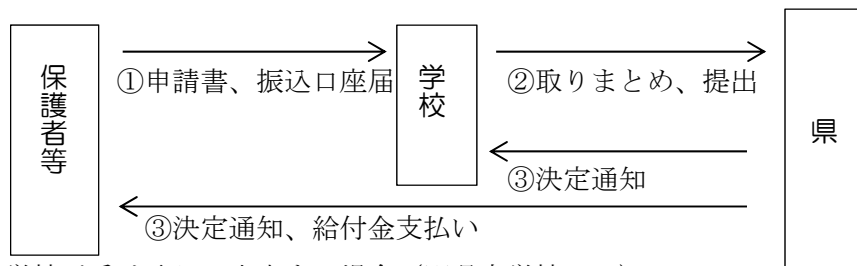 保護者等
①申請書、振込口座届
学校
②取りまとめ、提出
県
③決定通知
③決定通知、給付金支払い